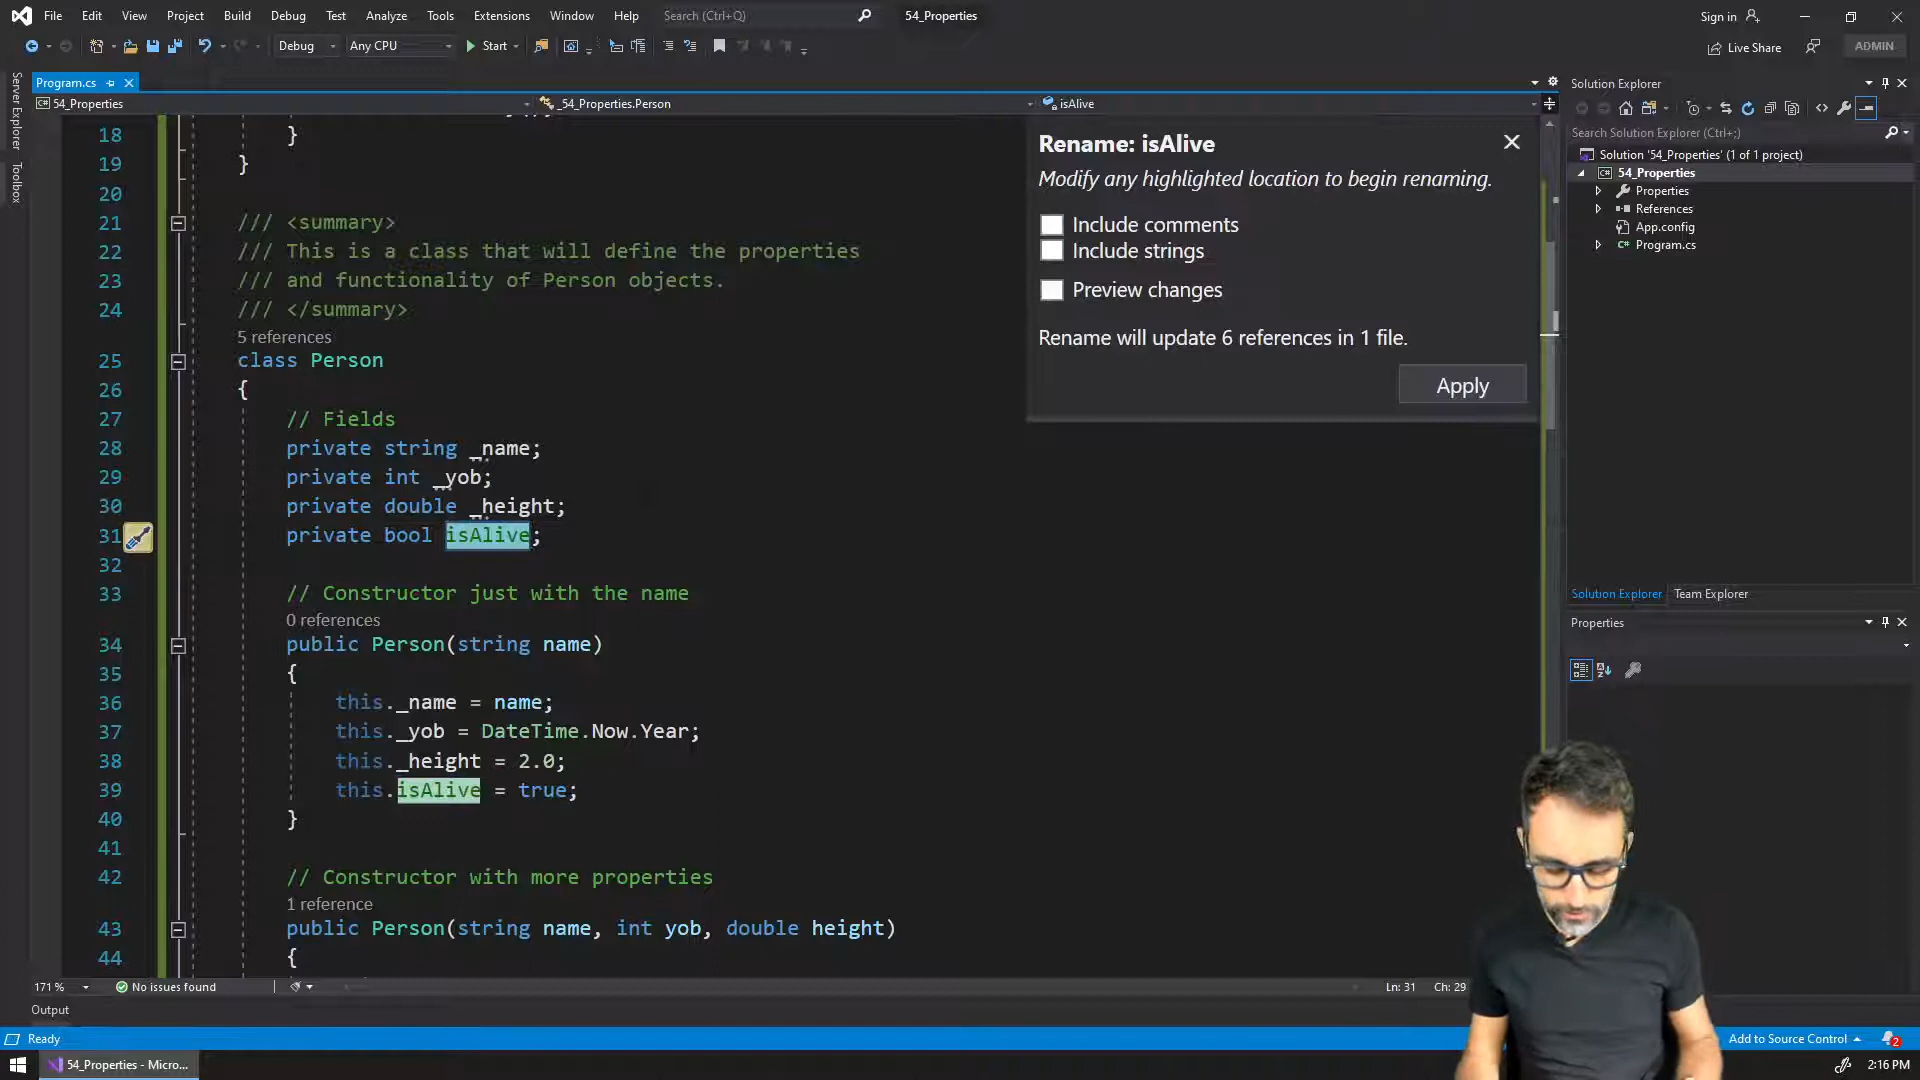 File Edit View Project Build Debug Test Analyze Tools Extensions Window Help Search (Ctrl+Q) 54_Properties Sign in
Debug Any CPU Start Live Share ADMIN
Server Explorer
Toolbox
Program.cs
54_Properties _54_Properties.Person isAlive
18 }
19 }
20
21 /// <summary>
22 /// This is a class that will define the properties
23 /// and functionality of Person objects.
24 /// </summary>
5 references
25 class Person
26 {
27 // Fields
28 private string _name;
29 private int _yob;
30 private double _height;
31 private bool isAlive;
32
33 // Constructor just with the name
0 references
34 public Person(string name)
35 {
36 this._name = name;
37 this._yob = DateTime.Now.Year;
38 this._height = 2.0;
39 this.isAlive = true;
40 }
41
42 // Constructor with more properties
1 reference
43 public Person(string name, int yob, double height)
44 {
Rename: isAlive
Modify any highlighted location to begin renaming.
Include comments
Include strings
Preview changes
Rename will update 6 references in 1 file.
Apply
Solution Explorer
Search Solution Explorer (Ctrl+;)
Solution '54_Properties' (1 of 1 project)
54_Properties
Properties
References
App.config
Program.cs
Solution Explorer Team Explorer
Properties
171 % No issues found Ln: 31 Ch: 29
Output
Ready Add to Source Control 2
54_Properties - Micro... 2:16 PM